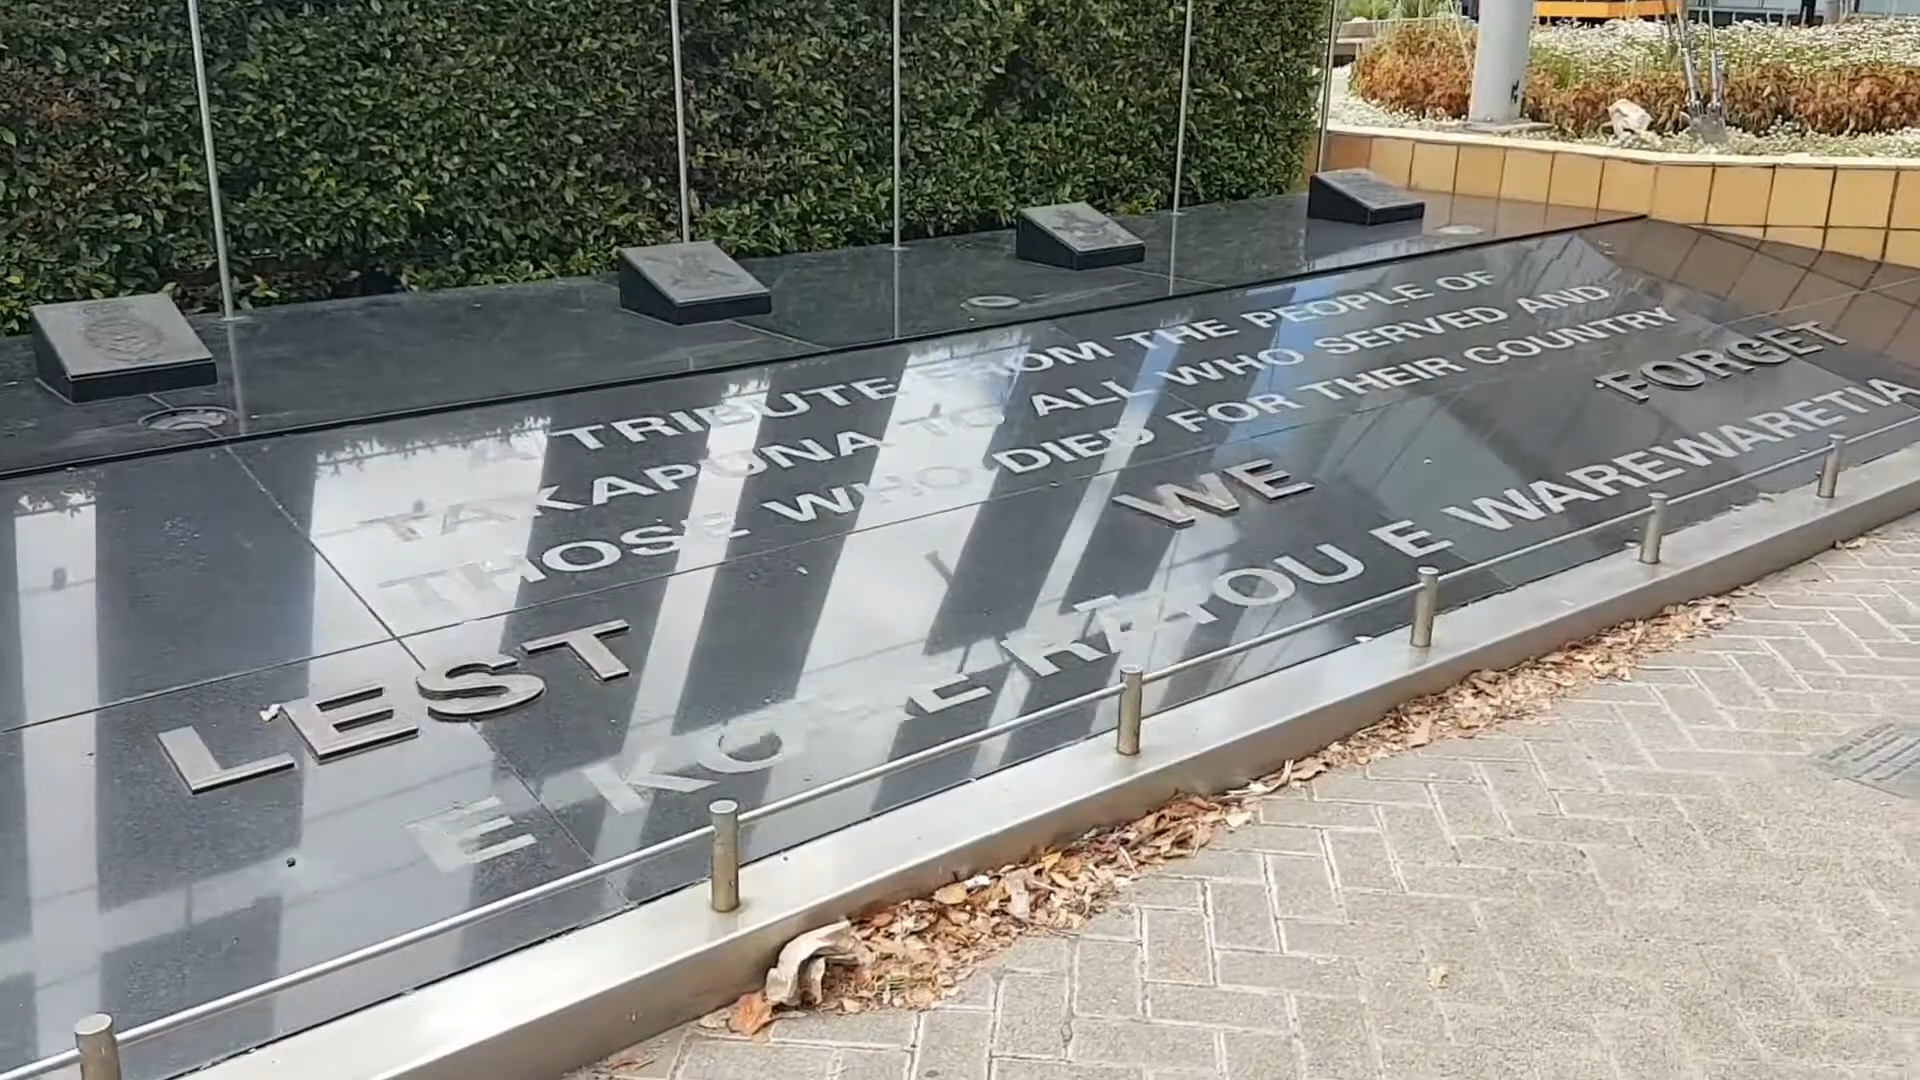 A TRIBUTE FROM THE PEOPLE OF
TAKAPUNA TO ALL WHO SERVED AND
THOSE WHO DIED FOR THEIR COUNTRY
LEST WE FORGET
E KORE RATOU E WAREWARETIA